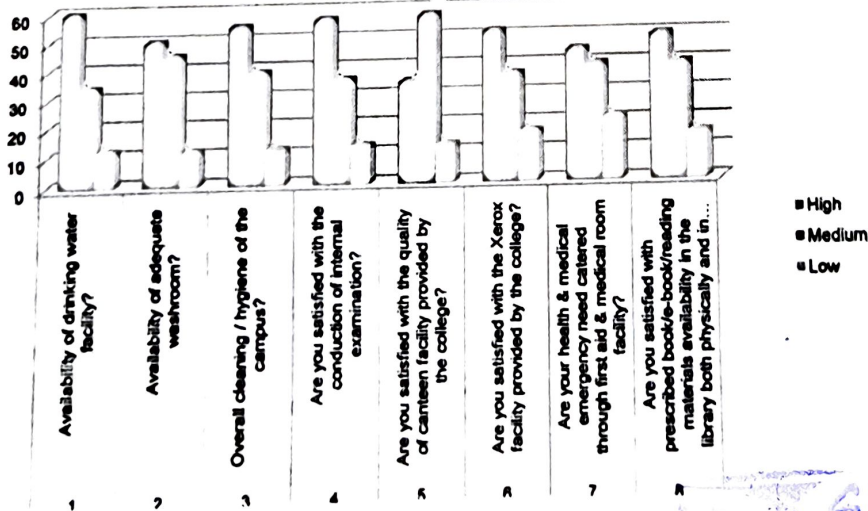 60
50
40
30
20
10
0
High
Medium
Low
Availability of drinking water
facility?
Availability of adequate
washroom?
Overall cleaning / hygiene of the
campus?
Are you satisfied with the
conduction of internal
examination?
Are you satisfied with the quality
of canteen facility provided by
the college?
Are you satisfied with the Xerox
facility provided by the college?
Are your health & medical
emergency need catered
through first aid & medical room
facility?
Are you satisfied with
prescribed book/e-book/reading
materials availability in the
library both physically and in...
1
2
3
4
5
6
7
8